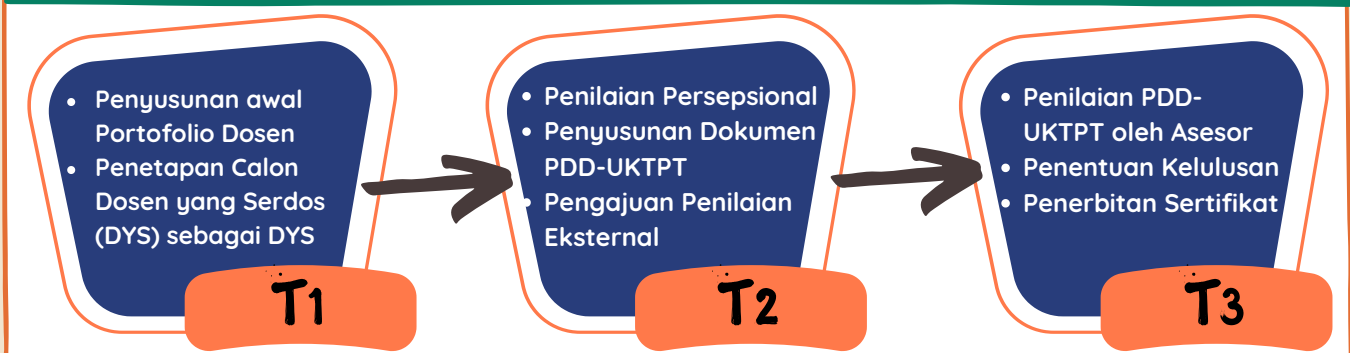 • Penyusunan awal
Portofolio Dosen
• Penetapan Calon
Dosen yang Serdos
(DYS) sebagai DYS
T1
• Penilaian Persepsional
• Penyusunan Dokumen
PDD-UKTPT
• Pengajuan Penilaian
Eksternal
T2
• Penilaian PDD-
UKTPT oleh Asesor
• Penentuan Kelulusan
• Penerbitan Sertifikat
T3